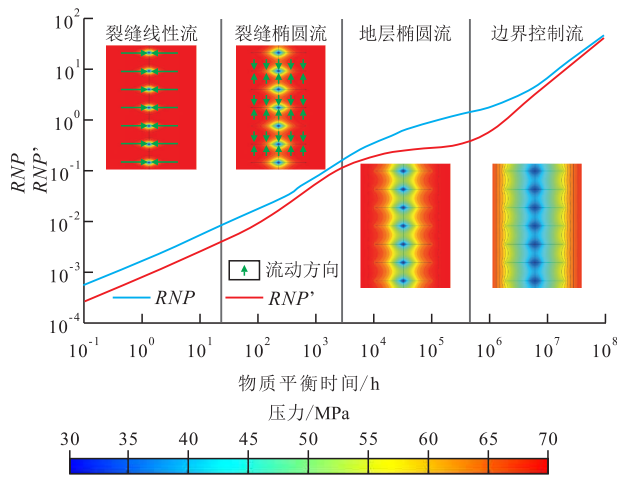 裂缝线性流 裂缝椭圆流 地层椭圆流 边界控制流
10²
10¹
10⁰
10⁻¹
10⁻²
10⁻³
10⁻⁴
RNP
RNP’
流动方向
RNP RNP’
10⁻¹ 10⁰ 10¹ 10² 10³ 10⁴ 10⁵ 10⁶ 10⁷ 10⁸
物质平衡时间/h
压力/MPa
30 35 40 45 50 55 60 65 70